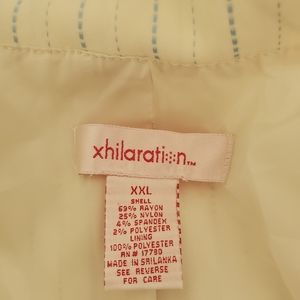 xhilaration™
XXL
SHELL
69% RAYON
25% NYLON
4% SPANDEX
2% POLYESTER
LINING
100% POLYESTER
RN# 17730
MADE IN SRILANKA
SEE REVERSE
FOR CARE